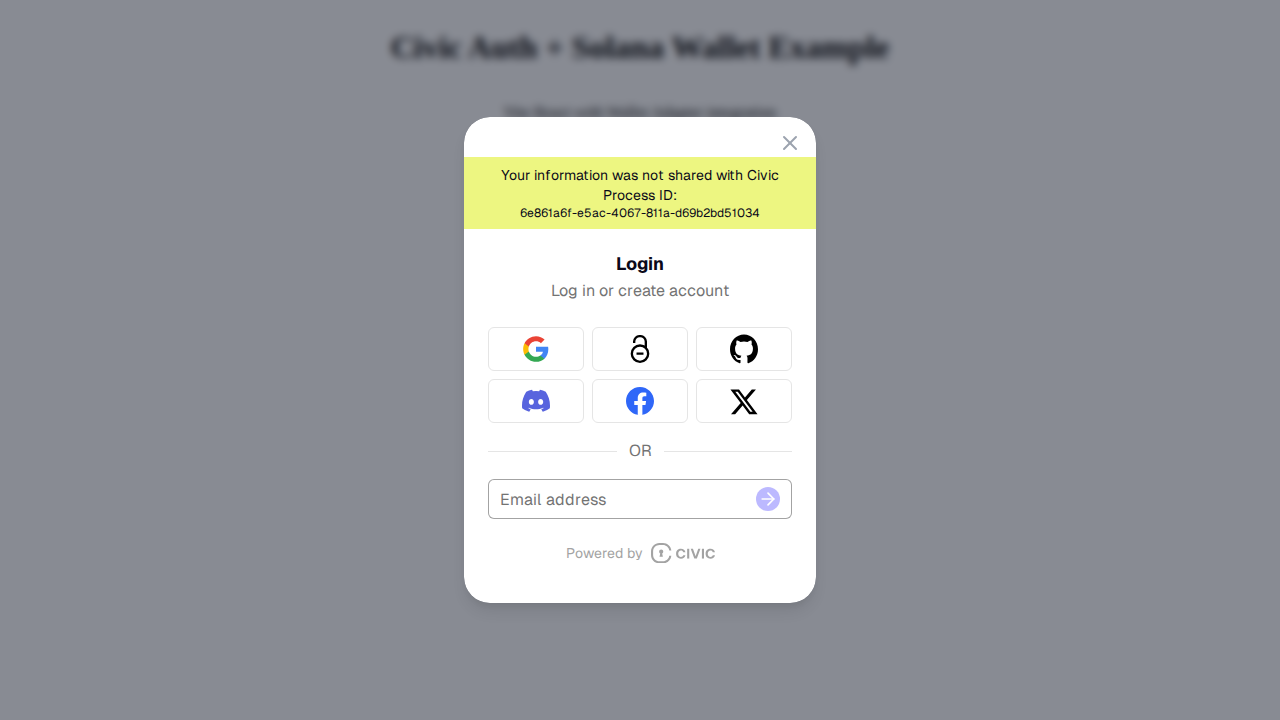 Civic Auth + Solana Wallet Example
Your information was not shared with Civic
Process ID:
6e861a6f-e5ac-4067-811a-d69b2bd51034
Login
Log in or create account
OR
Email address
Powered by CIVIC